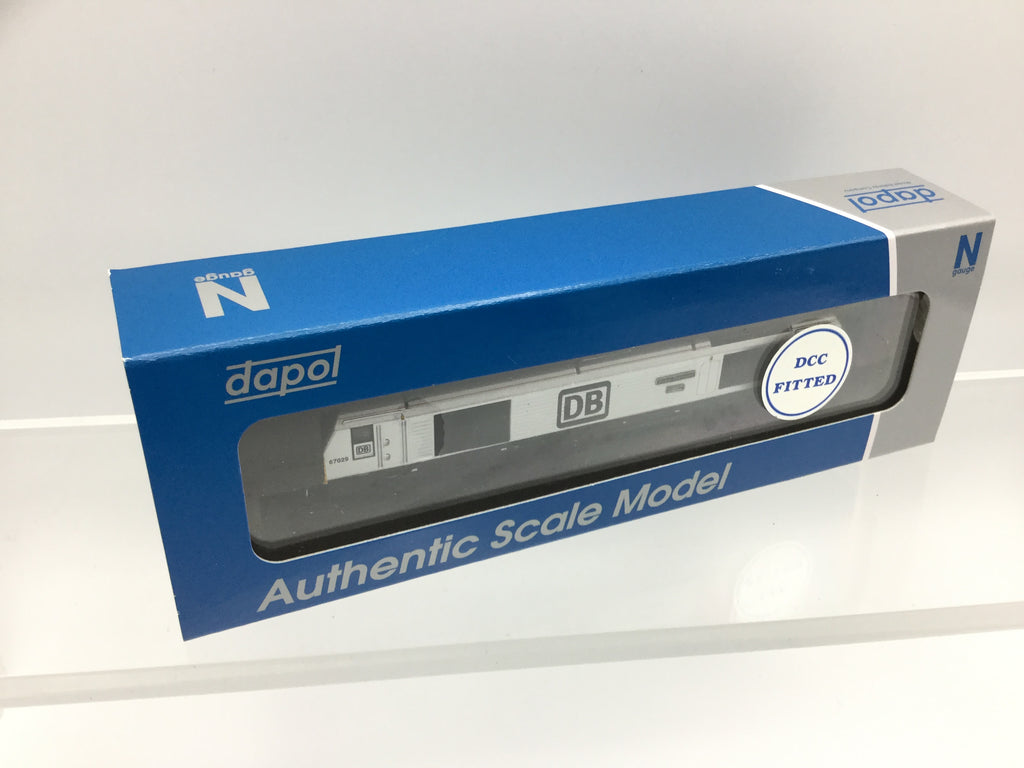 N
gauge
dapol
N
gauge
dapol
DCC
FITTED
DB
DB
67029
Authentic Scale Model